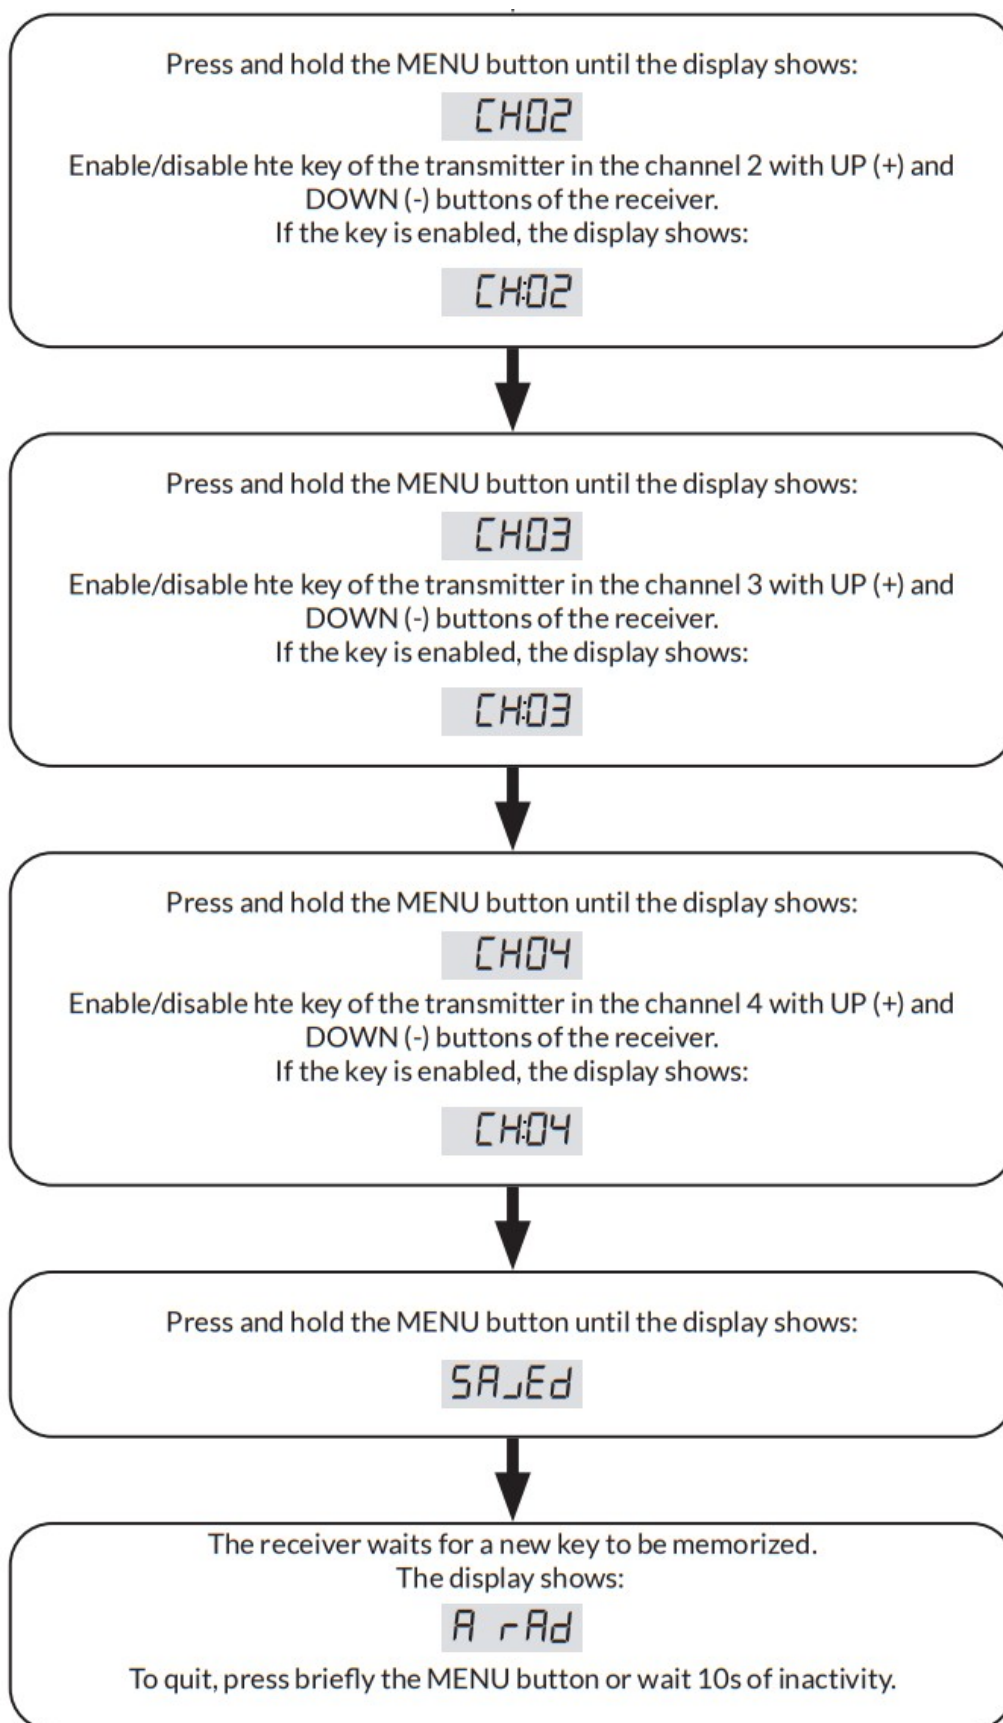 Press and hold the MENU button until the display shows:
CH02
Enable/disable hte key of the transmitter in the channel 2 with UP (+) and
DOWN (-) buttons of the receiver.
If the key is enabled, the display shows:
CH:02
Press and hold the MENU button until the display shows:
CH03
Enable/disable hte key of the transmitter in the channel 3 with UP (+) and
DOWN (-) buttons of the receiver.
If the key is enabled, the display shows:
CH:03
Press and hold the MENU button until the display shows:
CH04
Enable/disable hte key of the transmitter in the channel 4 with UP (+) and
DOWN (-) buttons of the receiver.
If the key is enabled, the display shows:
CH:04
Press and hold the MENU button until the display shows:
SAvEd
The receiver waits for a new key to be memorized.
The display shows:
A rAd
To quit, press briefly the MENU button or wait 10s of inactivity.